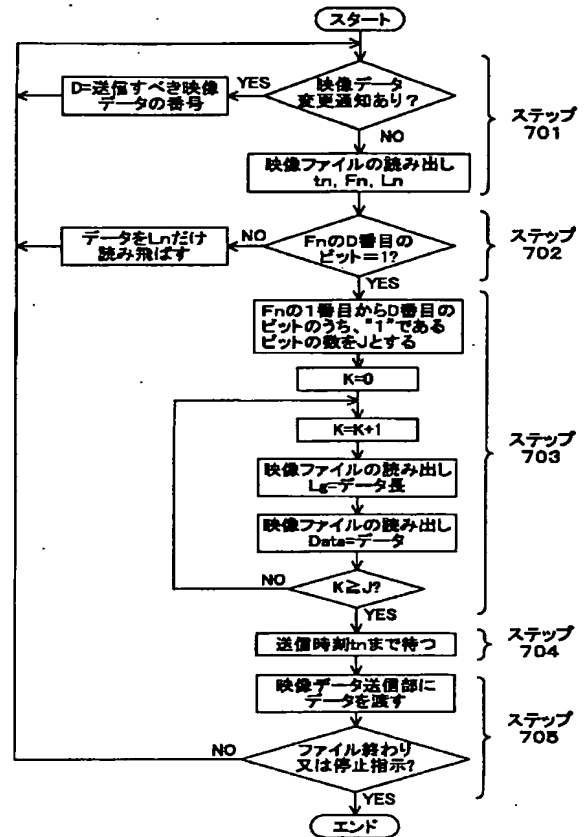 スタート
映像データ
変更通知あり?
YES
D=送信すべき映像
データの番号
NO
映像ファイルの読み出し
tn, Fn, Ln
ステップ
701
FnのD番目の
ビット=1?
NO
データをLnだけ
読み飛ばす
YES
ステップ
702
Fnの1番目からD番目の
ビットのうち、"1"である
ビットの数をJとする
K=0
K=K+1
映像ファイルの読み出し
Lg=データ長
映像ファイルの読み出し
Data=データ
NO
K≧J?
YES
ステップ
703
送信時刻tnまで待つ
ステップ
704
映像データ送信部に
データを渡す
NO
ファイル終わり
又は停止指示?
YES
ステップ
705
エンド